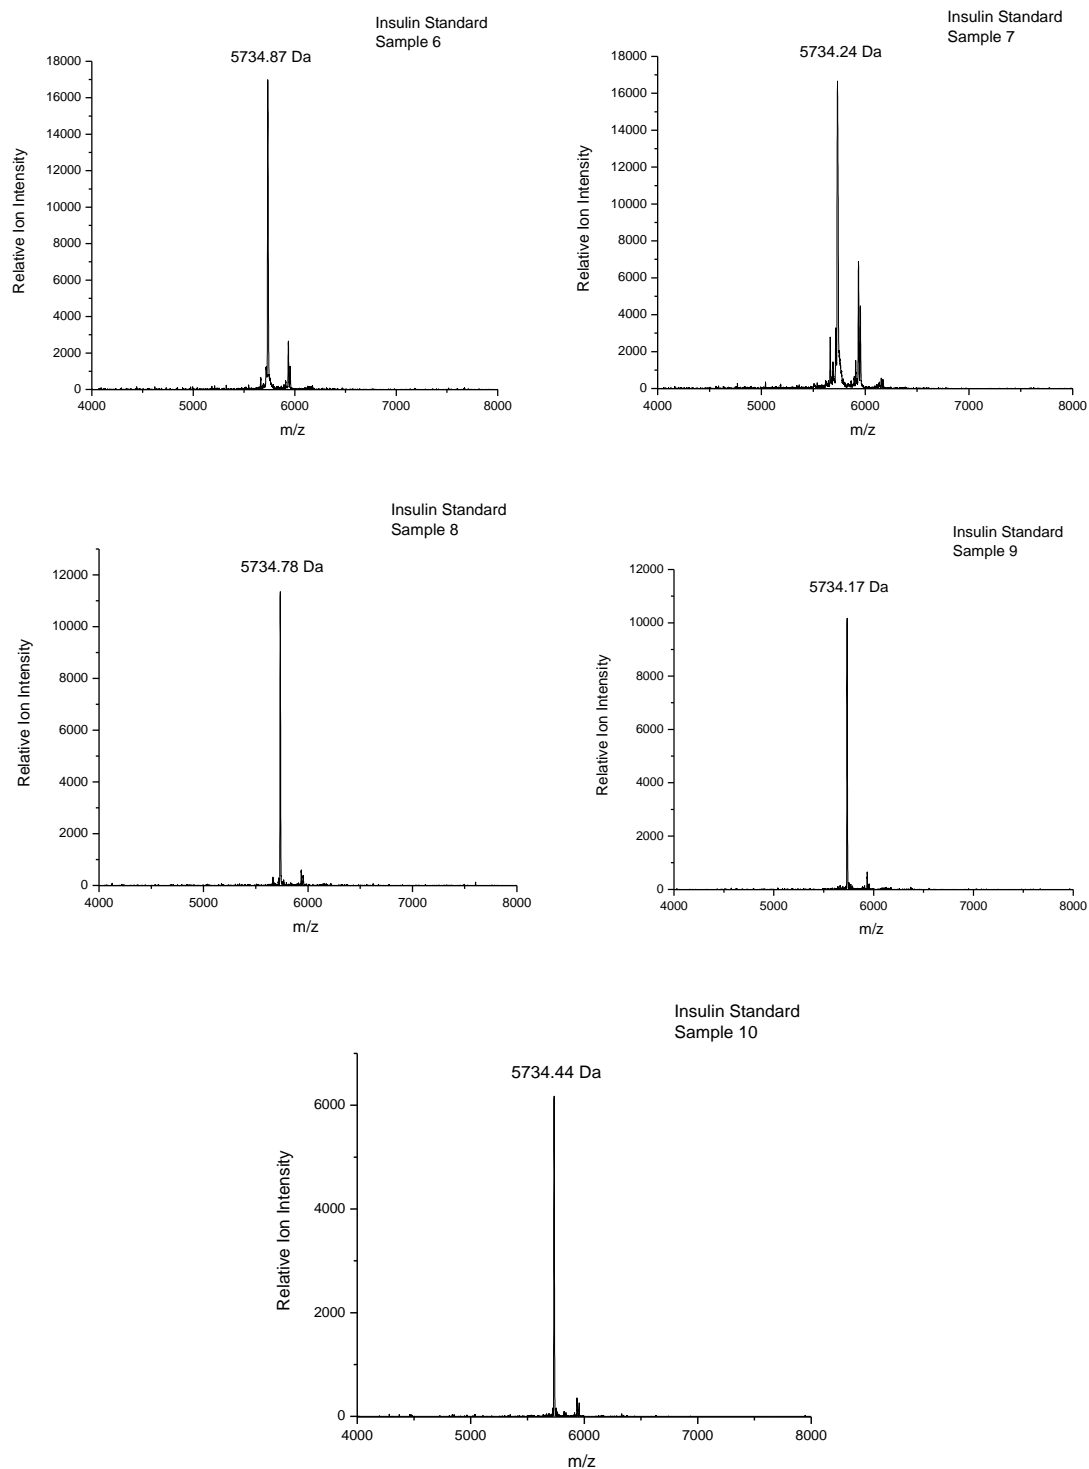 Insulin Standard
Sample 6
5734.87 Da
18000
16000
14000
12000
10000
8000
6000
4000
2000
0
Relative Ion Intensity
4000 5000 6000 7000 8000
m/z
Insulin Standard
Sample 7
5734.24 Da
18000
16000
14000
12000
10000
8000
6000
4000
2000
0
Relative Ion Intensity
4000 5000 6000 7000 8000
m/z
Insulin Standard
Sample 8
5734.78 Da
12000
10000
8000
6000
4000
2000
0
Relative Ion Intensity
4000 5000 6000 7000 8000
m/z
Insulin Standard
Sample 9
5734.17 Da
12000
10000
8000
6000
4000
2000
0
Relative Ion Intensity
4000 5000 6000 7000 8000
m/z
Insulin Standard
Sample 10
5734.44 Da
6000
4000
2000
0
Relative Ion Intensity
4000 5000 6000 7000 8000
m/z